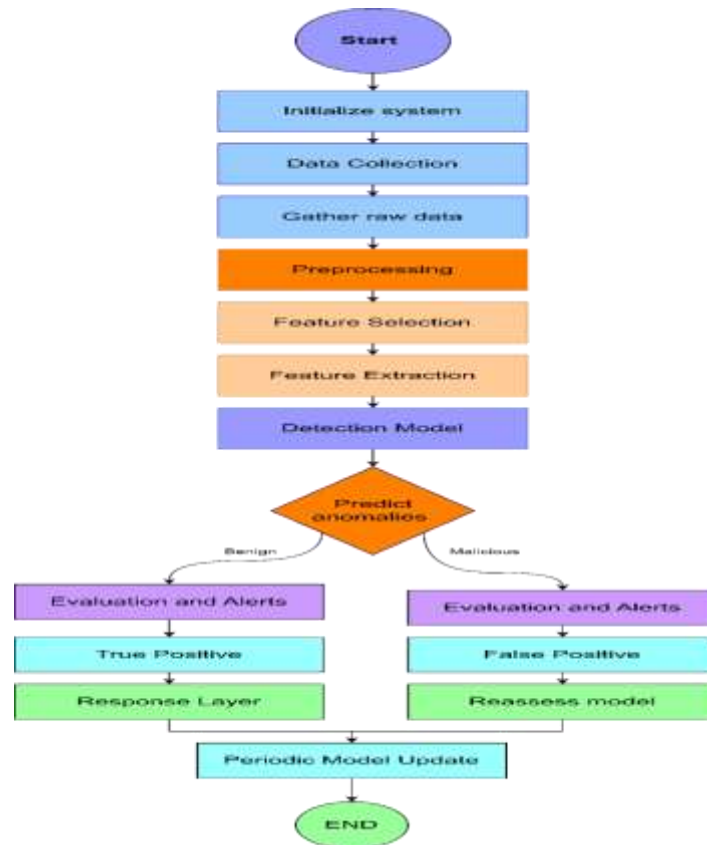 Start
Initialize system
Data Collection
Gather raw data
Preprocessing
Feature Selection
Feature Extraction
Detection Model
Predict
anomalies
Benign
Malicious
Evaluation and Alerts
Evaluation and Alerts
True Positive
False Positive
Response Layer
Reassess model
Periodic Model Update
END